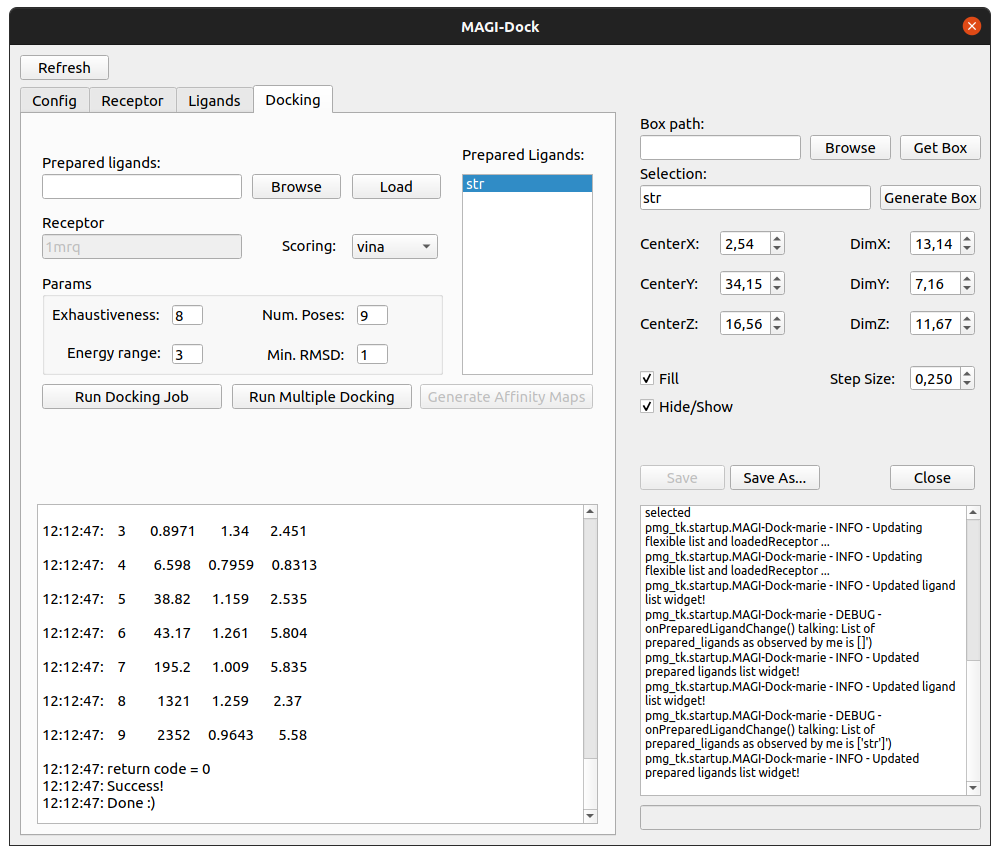 MAGI-Dock
Refresh
Config Receptor Ligands Docking
Prepared ligands:
Browse Load
Receptor
1mrq
Scoring: vina
Params
Exhaustiveness: 8 Num. Poses: 9
Energy range: 3 Min. RMSD: 1
Run Docking Job Run Multiple Docking Generate Affinity Maps
Prepared Ligands:
str
12:12:47: 3 0.8971 1.34 2.451
12:12:47: 4 6.598 0.7959 0.8313
12:12:47: 5 38.82 1.159 2.535
12:12:47: 6 43.17 1.261 5.804
12:12:47: 7 195.2 1.009 5.835
12:12:47: 8 1321 1.259 2.37
12:12:47: 9 2352 0.9643 5.58
12:12:47: return code = 0
12:12:47: Success!
12:12:47: Done :)
Box path:
Browse Get Box
Selection:
str Generate Box
CenterX: 2,54 DimX: 13,14
CenterY: 34,15 DimY: 7,16
CenterZ: 16,56 DimZ: 11,67
Fill Step Size: 0,250
Hide/Show
Save Save As... Close
selected
pmg_tk.startup.MAGI-Dock-marie - INFO - Updating
flexible list and loadedReceptor ...
pmg_tk.startup.MAGI-Dock-marie - INFO - Updating
flexible list and loadedReceptor ...
pmg_tk.startup.MAGI-Dock-marie - INFO - Updated ligand
list widget!
pmg_tk.startup.MAGI-Dock-marie - DEBUG -
onPreparedLigandChange() talking: List of
prepared_ligands as observed by me is []')
pmg_tk.startup.MAGI-Dock-marie - INFO - Updated
prepared ligands list widget!
pmg_tk.startup.MAGI-Dock-marie - INFO - Updated ligand
list widget!
pmg_tk.startup.MAGI-Dock-marie - DEBUG -
onPreparedLigandChange() talking: List of
prepared_ligands as observed by me is ['str']')
pmg_tk.startup.MAGI-Dock-marie - INFO - Updated
prepared ligands list widget!